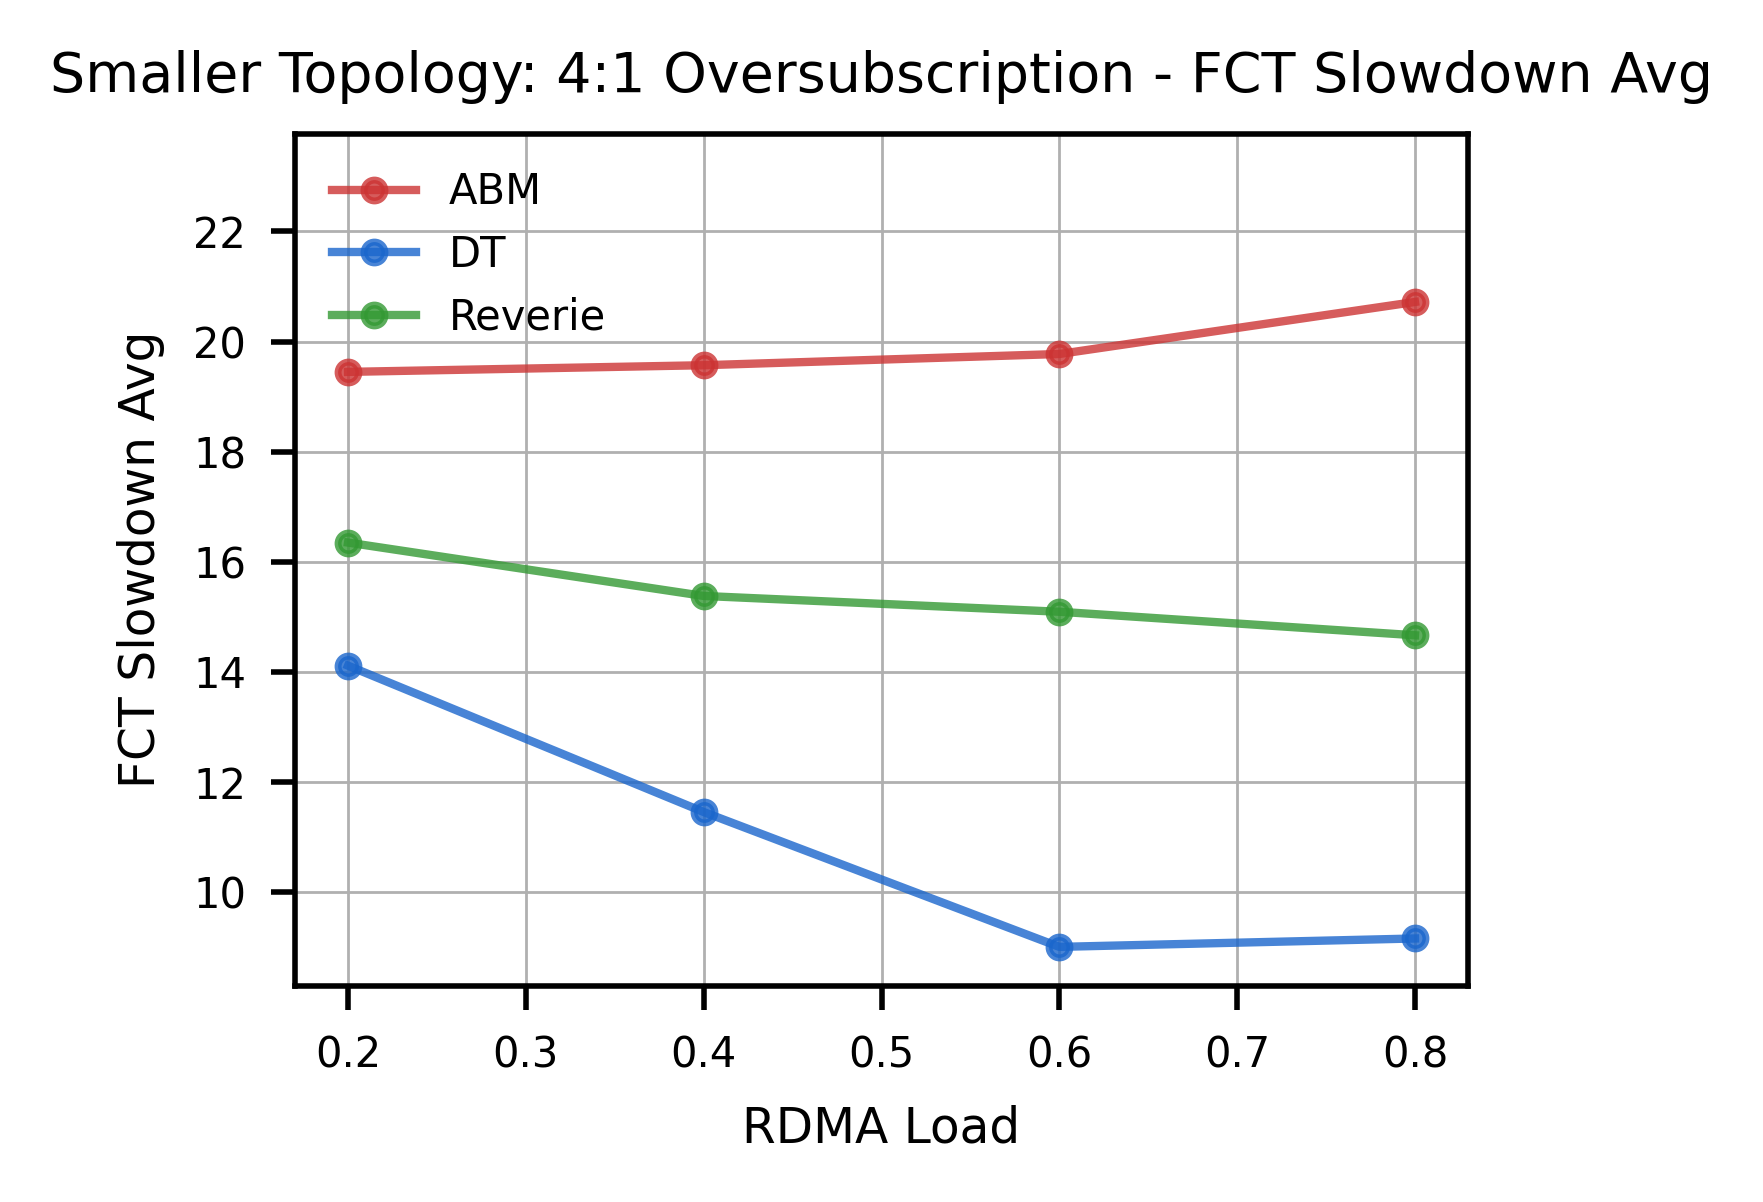 Smaller Topology: 4:1 Oversubscription - FCT Slowdown Avg
ABM
DT
Reverie
FCT Slowdown Avg
22
20
18
16
14
12
10
0.2 0.3 0.4 0.5 0.6 0.7 0.8
RDMA Load